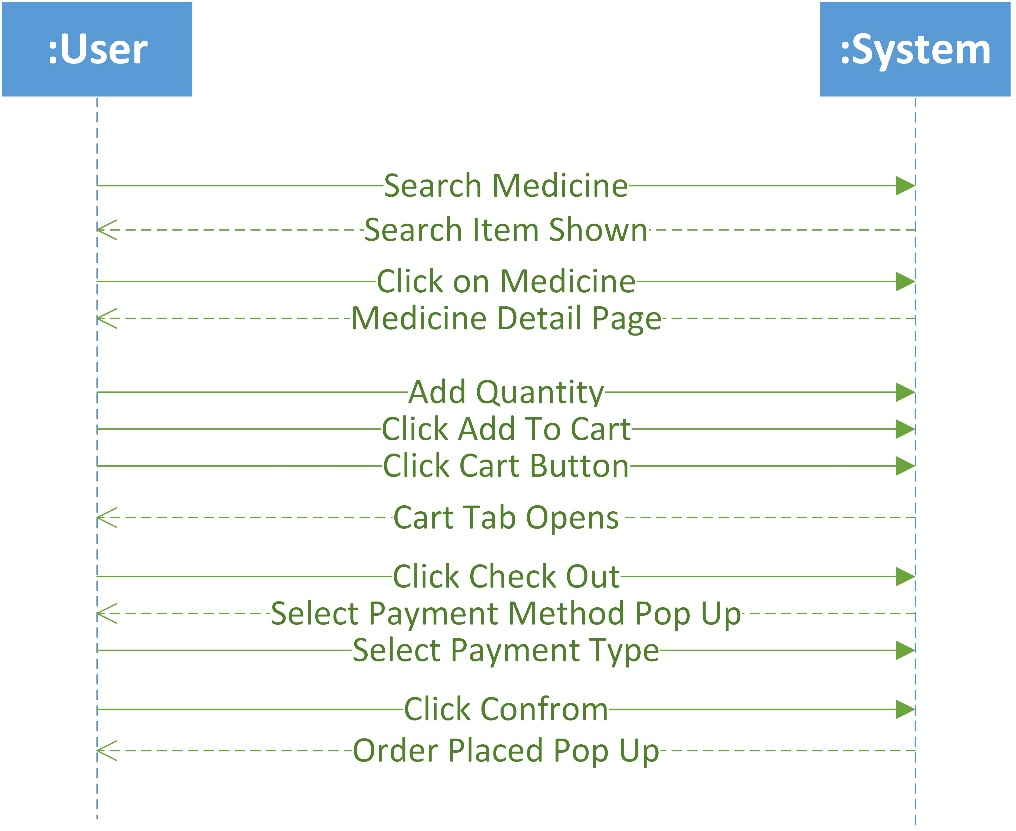 :User
:System
Search Medicine
Search Item Shown
Click on Medicine
Medicine Detail Page
Add Quantity
Click Add To Cart
Click Cart Button
Cart Tab Opens
Click Check Out
Select Payment Method Pop Up
Select Payment Type
Click Confrom
Order Placed Pop Up